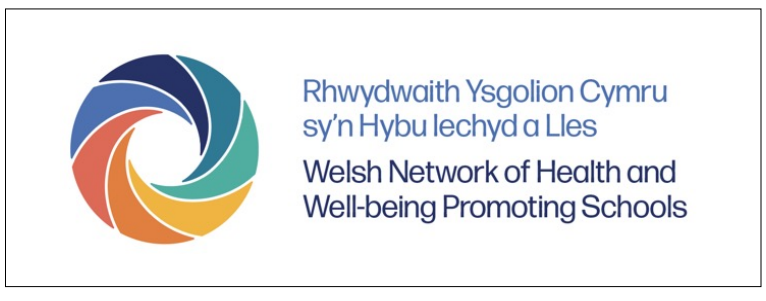 Rhwydwaith Ysgolion Cymru
sy'n Hybu Iechyd a Lles
Welsh Network of Health and
Well-being Promoting Schools